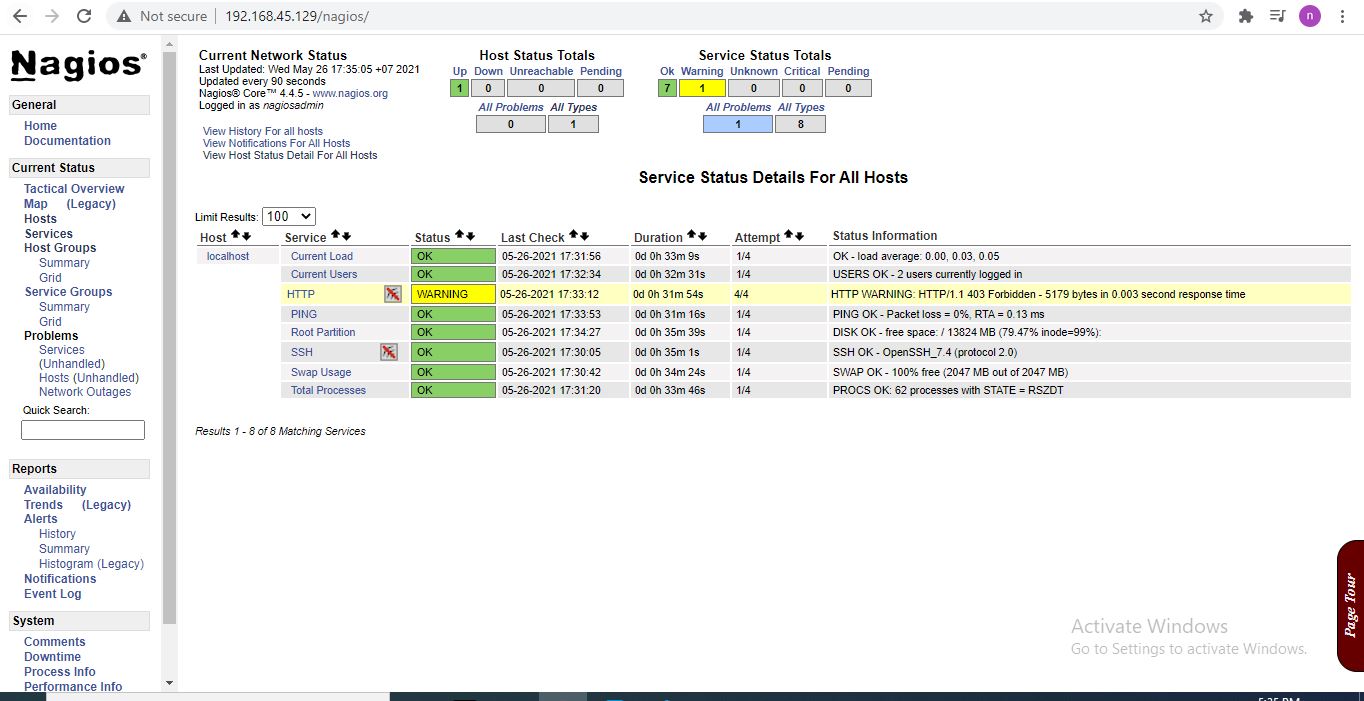 Not secure | 192.168.45.129/nagios/
n
Nagios®
General
Home
Documentation
Current Status
Tactical Overview
Map (Legacy)
Hosts
Services
Host Groups
Summary
Grid
Service Groups
Summary
Grid
Problems
Services
(Unhandled)
Hosts (Unhandled)
Network Outages
Quick Search:
Reports
Availability
Trends (Legacy)
Alerts
History
Summary
Histogram (Legacy)
Notifications
Event Log
System
Comments
Downtime
Process Info
Performance Info
Current Network Status
Last Updated: Wed May 26 17:35:05 +07 2021
Updated every 90 seconds
Nagios® Core™ 4.4.5 - www.nagios.org
Logged in as nagiosadmin
View History For all hosts
View Notifications For All Hosts
View Host Status Detail For All Hosts
Host Status Totals
Up Down Unreachable Pending
1 0 0 0
All Problems All Types
0 1
Service Status Totals
Ok Warning Unknown Critical Pending
7 1 0 0 0
All Problems All Types
1 8
Service Status Details For All Hosts
Limit Results: 100
Host Service Status Last Check Duration Attempt Status Information
localhost Current Load OK 05-26-2021 17:31:56 0d 0h 33m 9s 1/4 OK - load average: 0.00, 0.03, 0.05
Current Users OK 05-26-2021 17:32:34 0d 0h 32m 31s 1/4 USERS OK - 2 users currently logged in
HTTP WARNING 05-26-2021 17:33:12 0d 0h 31m 54s 4/4 HTTP WARNING: HTTP/1.1 403 Forbidden - 5179 bytes in 0.003 second response time
PING OK 05-26-2021 17:33:53 0d 0h 31m 16s 1/4 PING OK - Packet loss = 0%, RTA = 0.13 ms
Root Partition OK 05-26-2021 17:34:27 0d 0h 35m 39s 1/4 DISK OK - free space: / 13824 MB (79.47% inode=99%):
SSH OK 05-26-2021 17:30:05 0d 0h 35m 1s 1/4 SSH OK - OpenSSH_7.4 (protocol 2.0)
Swap Usage OK 05-26-2021 17:30:42 0d 0h 34m 24s 1/4 SWAP OK - 100% free (2047 MB out of 2047 MB)
Total Processes OK 05-26-2021 17:31:20 0d 0h 33m 46s 1/4 PROCS OK: 62 processes with STATE = RSZDT
Results 1 - 8 of 8 Matching Services
Page Tour
Activate Windows
Go to Settings to activate Windows.